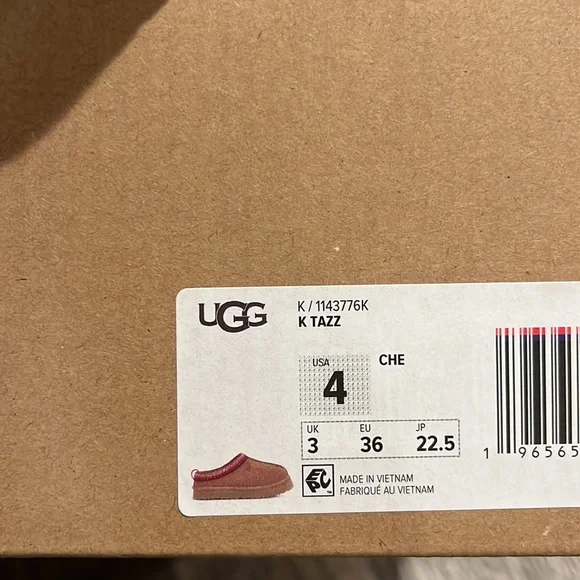 UGG
K / 1143776K
K TAZZ
USA
4
CHE
UK EU JP
3 36 22.5
1 96565
EPC
MADE IN VIETNAM
FABRIQUÉ AU VIETNAM